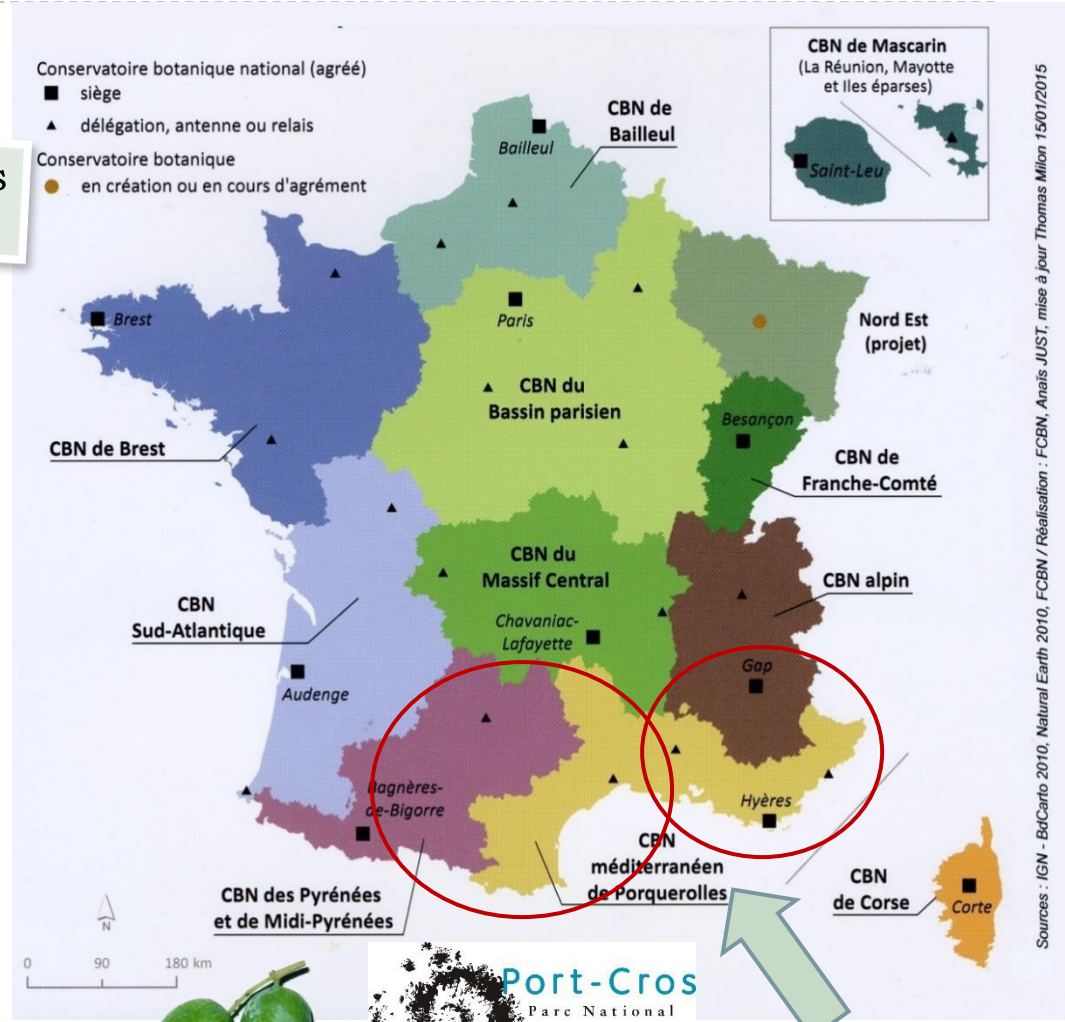 Conservatoire botanique national (agréé)
siège
délégation, antenne ou relais
Conservatoire botanique
en création ou en cours d'agrément
s
CBN de Mascarin
(La Réunion, Mayotte
et Iles éparses)
Saint-Leu
CBN de
Bailleul
Bailleul
Brest
Paris
Nord Est
(projet)
CBN du
Bassin parisien
Besançon
CBN de Brest
CBN de
Franche-Comté
CBN du
Massif Central
CBN alpin
CBN
Sud-Atlantique
Chavaniac-
Lafayette
Gap
Audenge
Bagnères-
de-Bigorre
Hyères
CBN
méditerranéen
de Porquerolles
CBN des Pyrénées
et de Midi-Pyrénées
CBN
de Corse
Corte
N
0 90 180 km
Port-Cros
Parc National
Sources : IGN - BdCarto 2010, Natural Earth 2010, FCBN / Réalisation : FCBN, Anaïs JUST, mise à jour Thomas Milon 15/01/2015